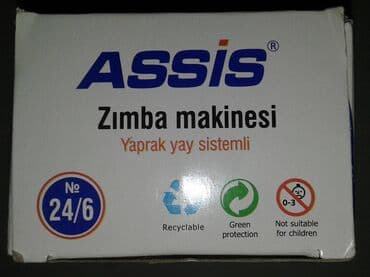 ASSIS®
Zımba makinesi
Yaprak yay sistemli
№
24/6
0-3
Recyclable
Green
protection
Not suitable
for children